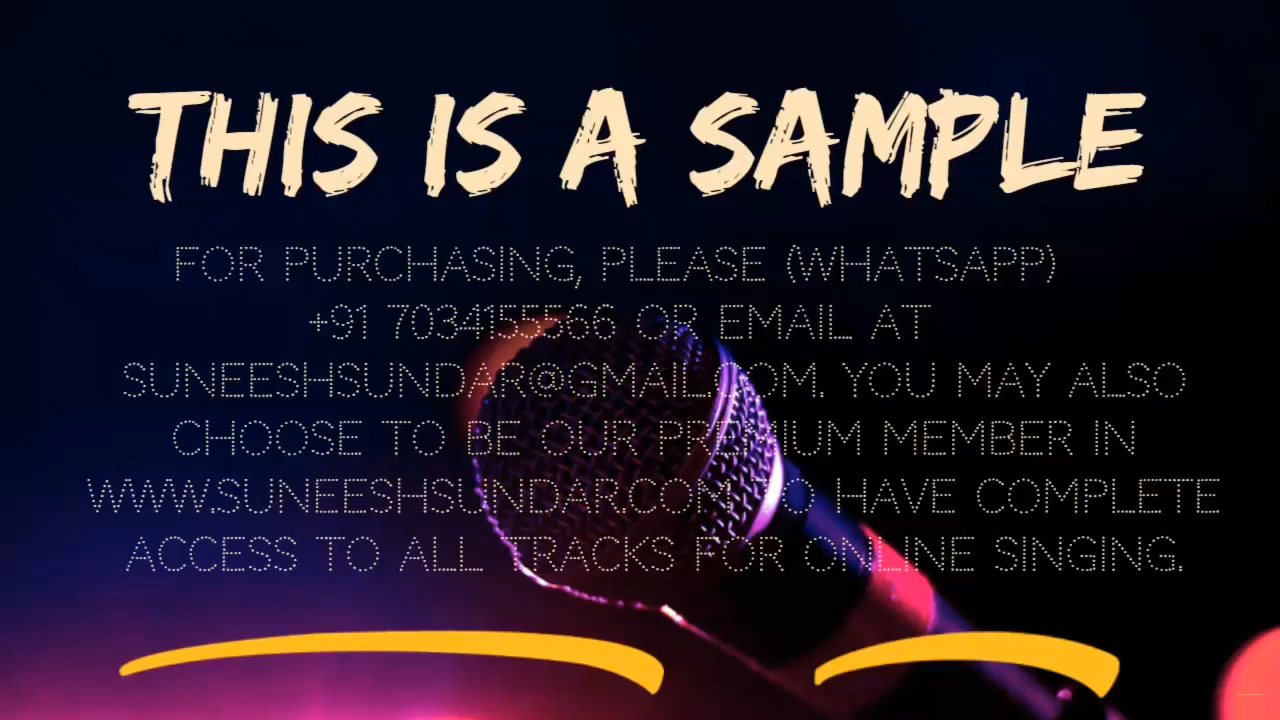 THIS IS A SAMPLE
FOR PURCHASING, PLEASE (WHATSAPP)
+91 7034155566 OR EMAIL AT
SUNEESHSUNDAR@GMAIL.COM. YOU MAY ALSO
CHOOSE TO BE OUR PREMIUM MEMBER IN
WWW.SUNEESHSUNDAR.COM TO HAVE COMPLETE
ACCESS TO ALL TRACKS FOR ONLINE SINGING.